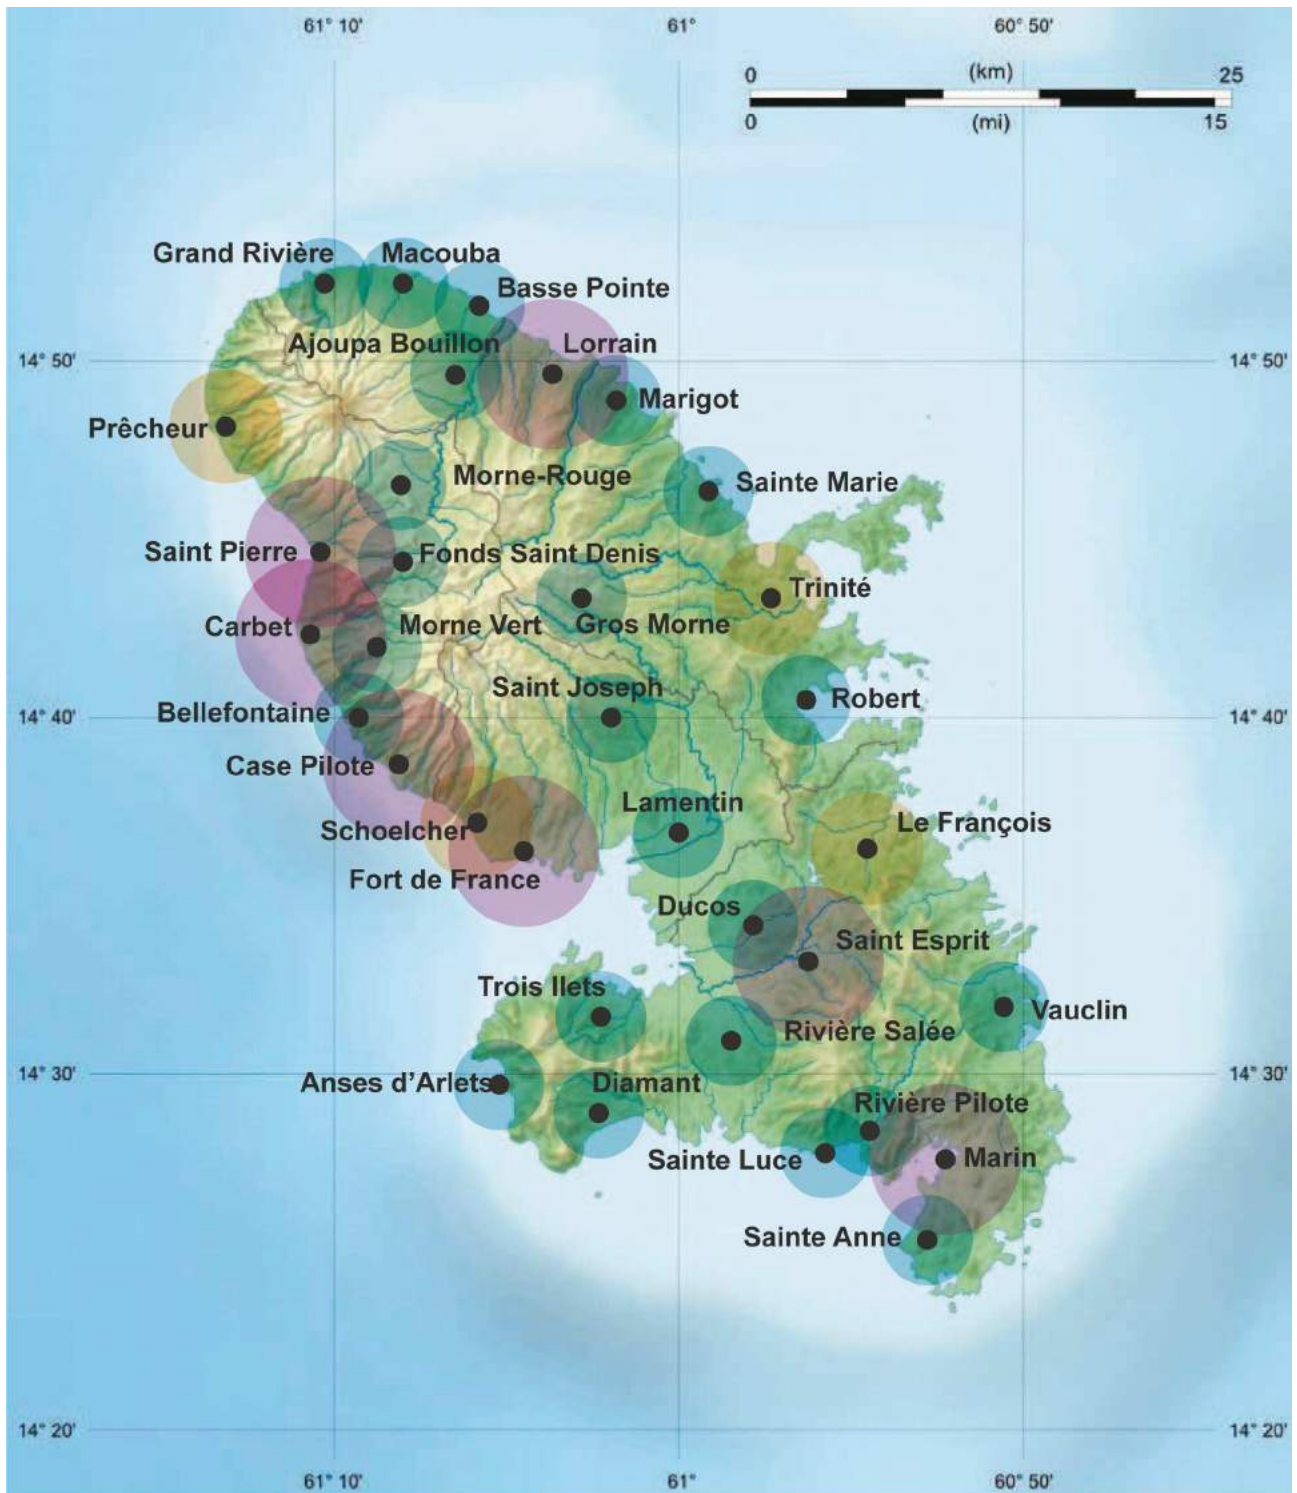 61° 10'
61°
60° 50'
0
(km)
25
0
(mi)
15
Grand Rivière
Macouba
Basse Pointe
Ajoupa Bouillon
Lorrain
14° 50'
14° 50'
Marigot
Prêcheur
Morne-Rouge
Sainte Marie
Saint Pierre
Fonds Saint Denis
Trinité
Carbet
Morne Vert
Gros Morne
Saint Joseph
Robert
14° 40'
Bellefontaine
14° 40'
Case Pilote
Lamentin
Schoelcher
Le François
Fort de France
Ducos
Saint Esprit
Trois Ilets
Vauclin
Rivière Salée
14° 30'
Anses d'Arlets
Diamant
14° 30'
Rivière Pilote
Sainte Luce
Marin
Sainte Anne
14° 20'
14° 20'
61° 10'
61°
60° 50'